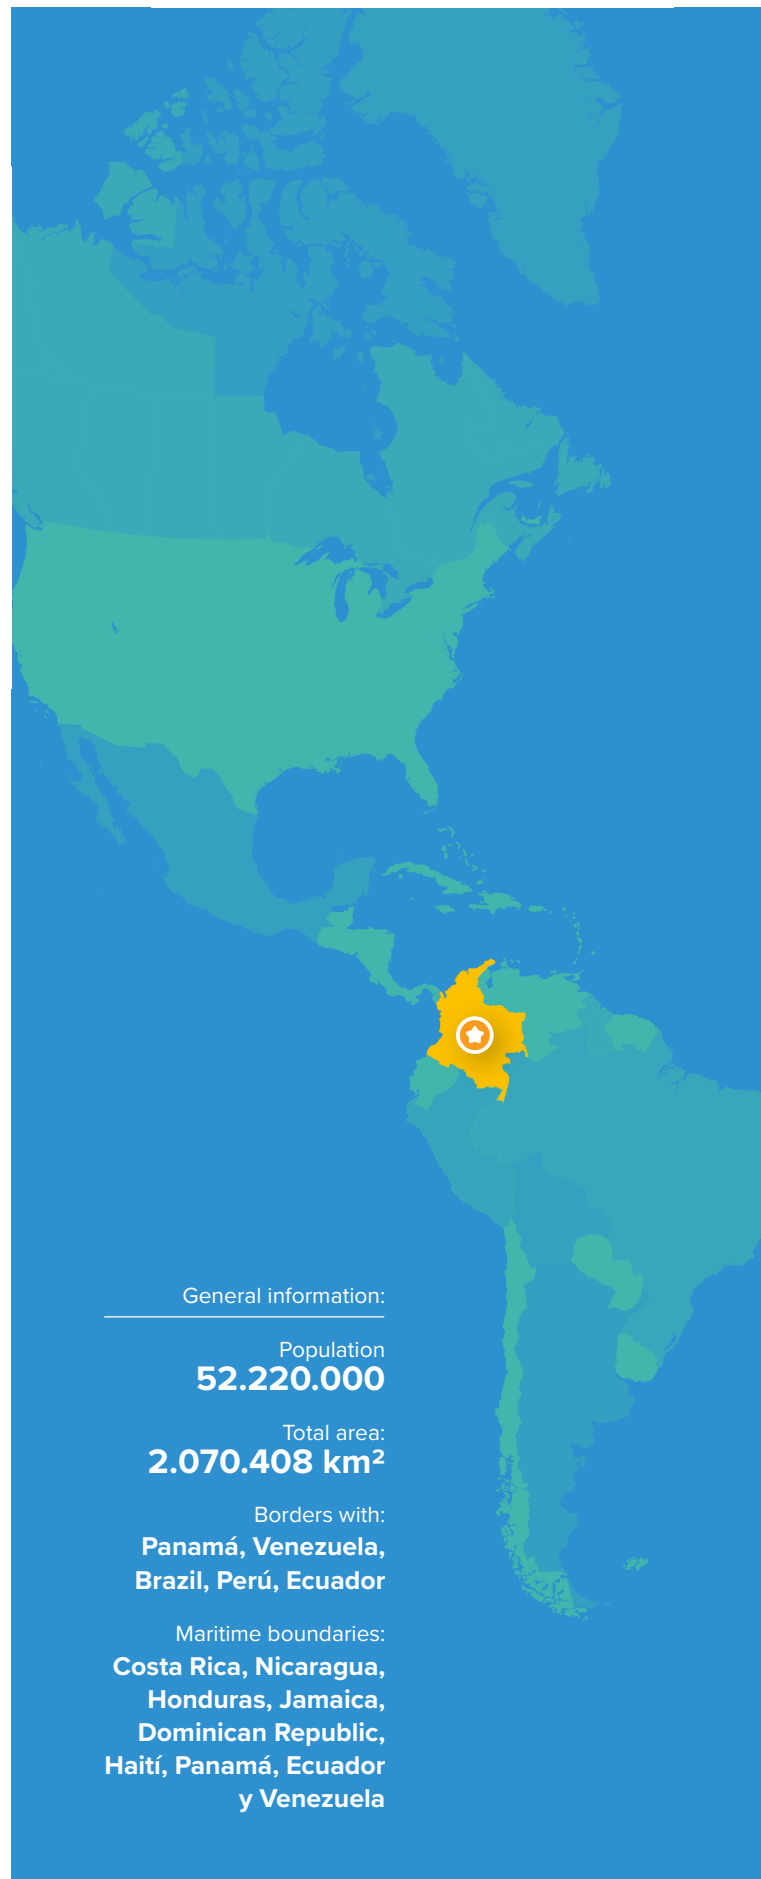 General information:
Population
52.220.000
Total area:
2.070.408 km²
Borders with:
Panamá, Venezuela,
Brazil, Perú, Ecuador
Maritime boundaries:
Costa Rica, Nicaragua,
Honduras, Jamaica,
Dominican Republic,
Haití, Panamá, Ecuador
y Venezuela